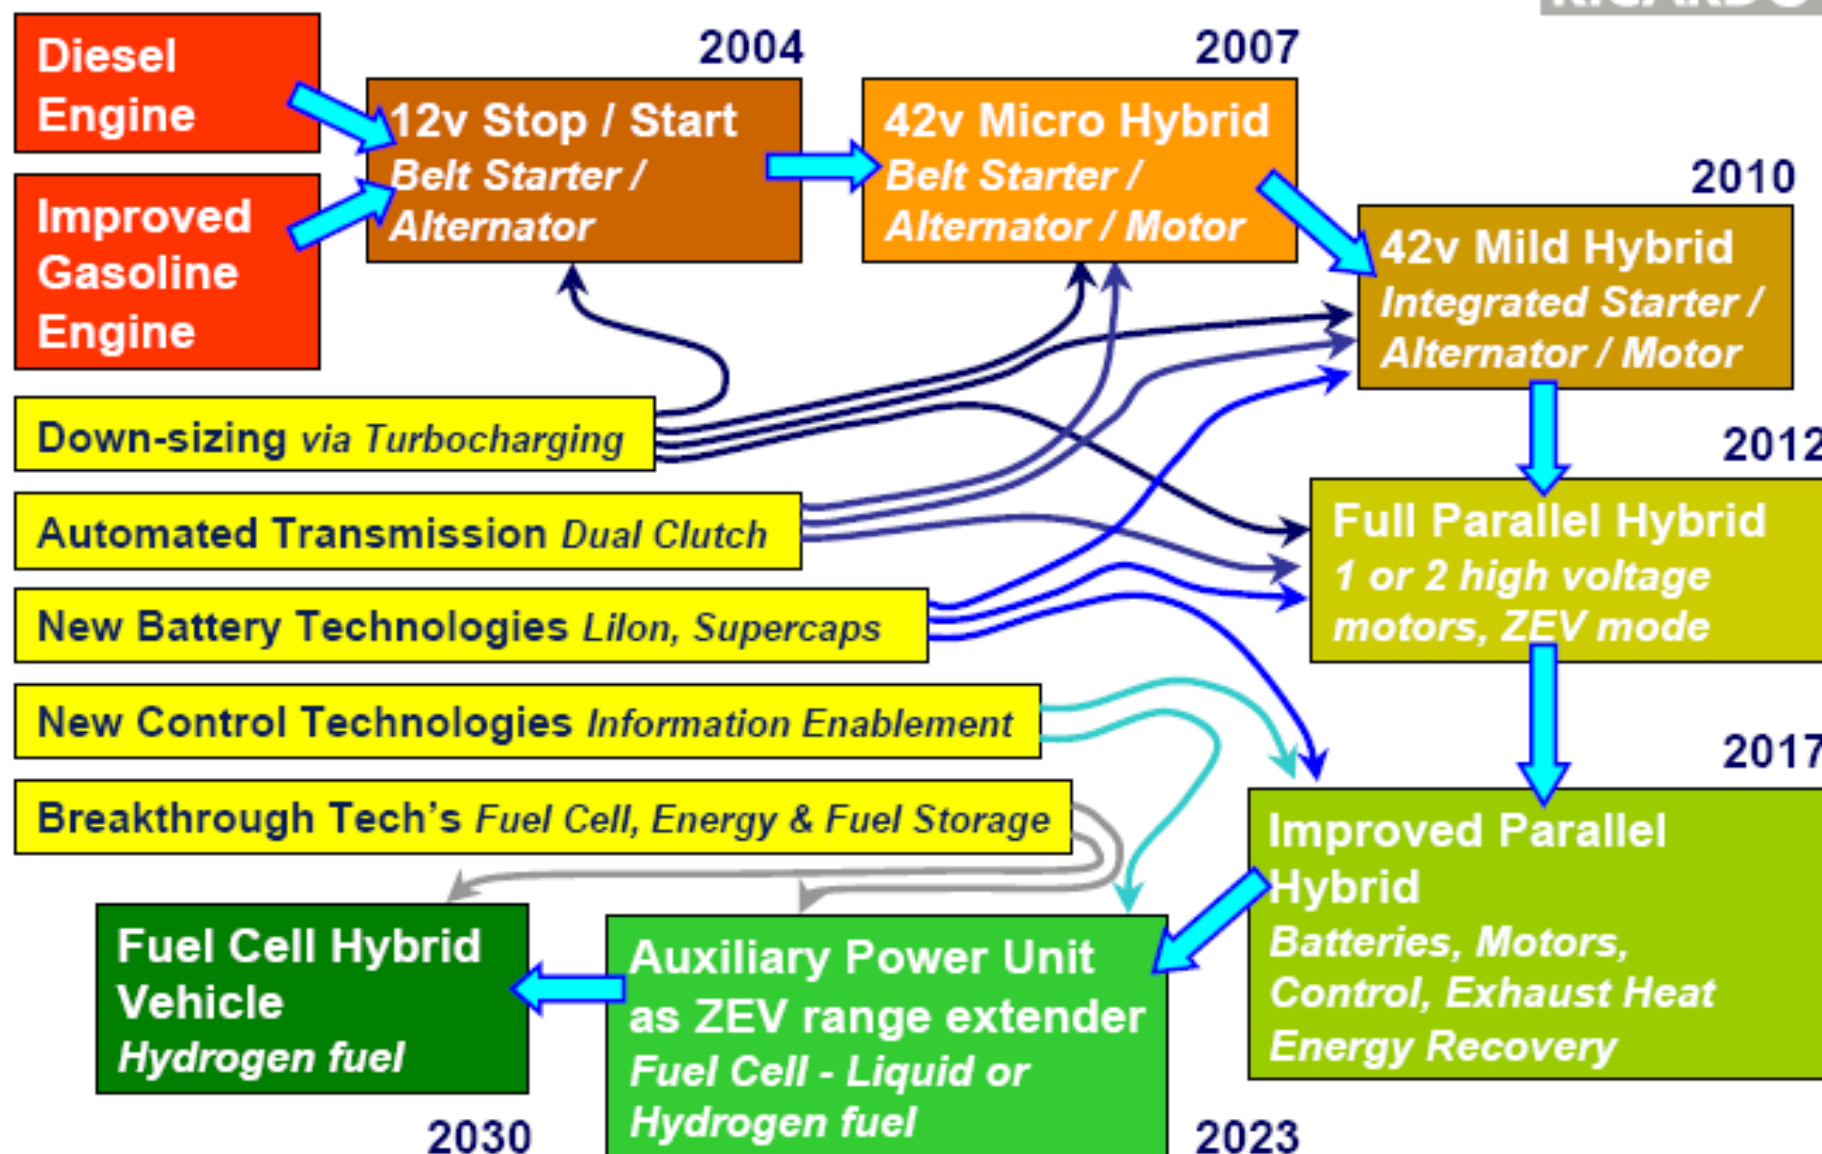 RICARDO
Diesel
Engine
2004
12v Stop / Start
Belt Starter /
Alternator
2007
42v Micro Hybrid
Belt Starter /
Alternator / Motor
2010
42v Mild Hybrid
Integrated Starter /
Alternator / Motor
Improved
Gasoline
Engine
Down-sizing via Turbocharging
Automated Transmission Dual Clutch
New Battery Technologies LiIon, Supercaps
New Control Technologies Information Enablement
Breakthrough Tech's Fuel Cell, Energy & Fuel Storage
2012
Full Parallel Hybrid
1 or 2 high voltage
motors, ZEV mode
2017
Improved Parallel
Hybrid
Batteries, Motors,
Control, Exhaust Heat
Energy Recovery
Auxiliary Power Unit
as ZEV range extender
Fuel Cell - Liquid or
Hydrogen fuel
2023
Fuel Cell Hybrid
Vehicle
Hydrogen fuel
2030